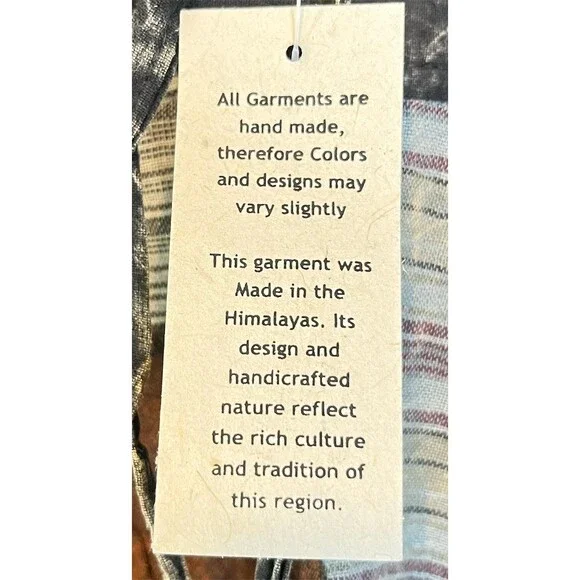 All Garments are
hand made,
therefore Colors
and designs may
vary slightly
This garment was
Made in the
Himalayas. Its
design and
handicrafted
nature reflect
the rich culture
and tradition of
this region.